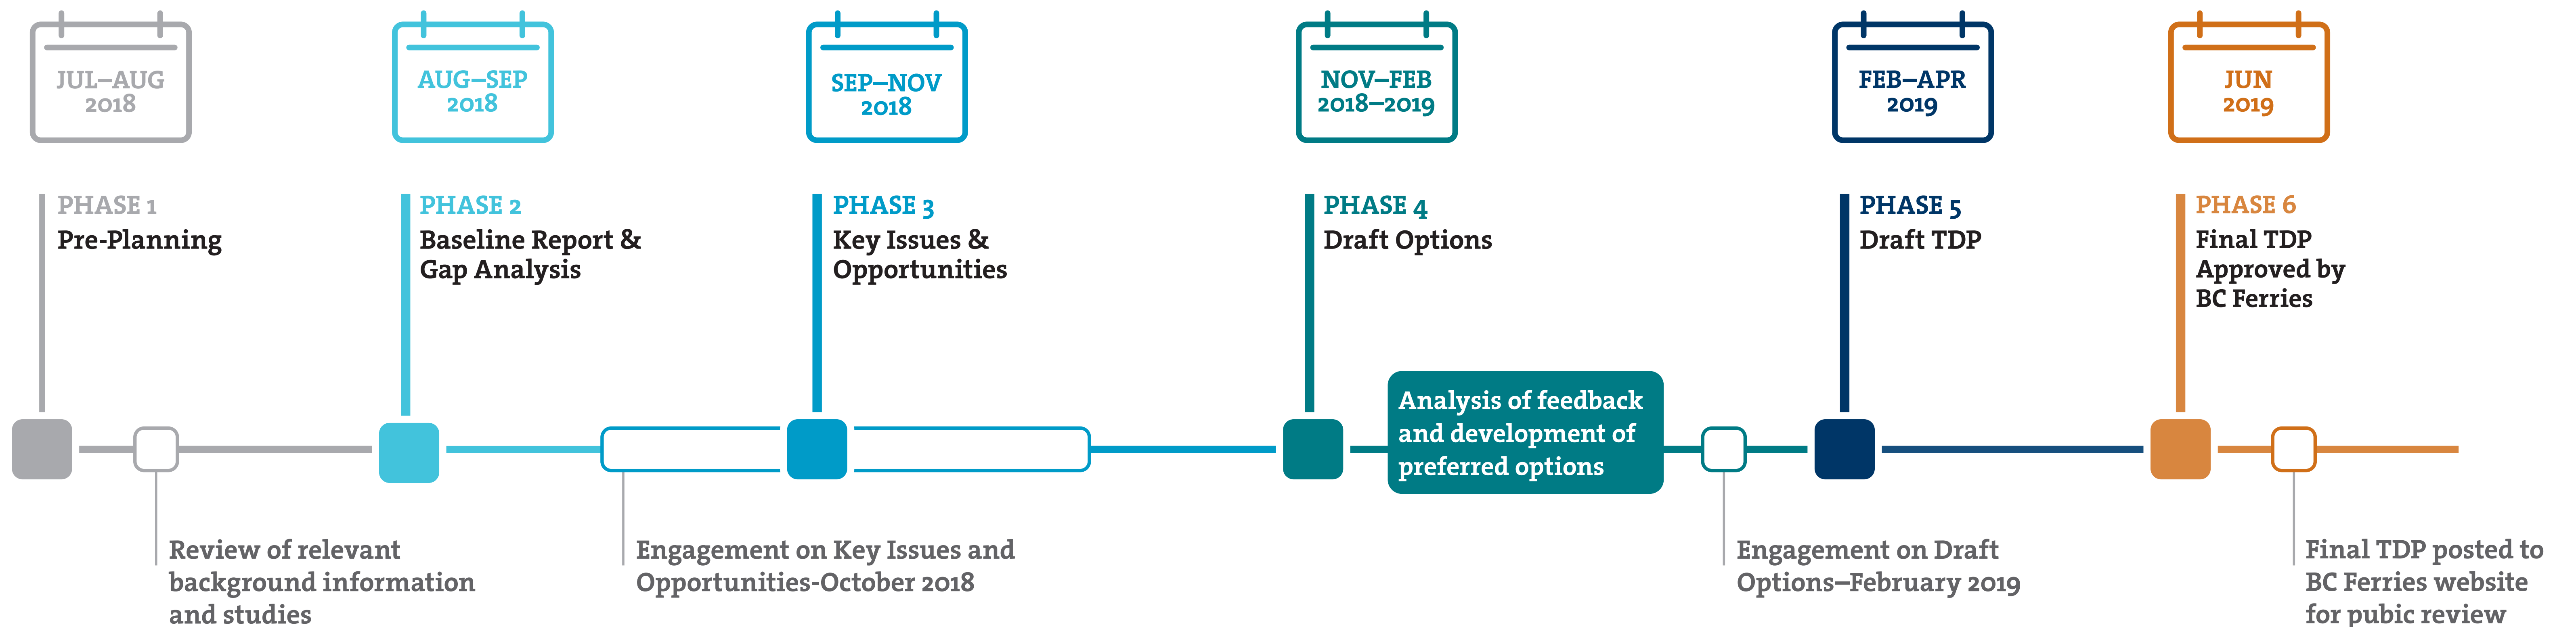 JUL–AUG
2018
AUG–SEP
2018
SEP–NOV
2018
NOV–FEB
2018–2019
FEB–APR
2019
JUN
2019
PHASE 1
Pre-Planning
PHASE 2
Baseline Report &
Gap Analysis
PHASE 3
Key Issues &
Opportunities
PHASE 4
Draft Options
PHASE 5
Draft TDP
PHASE 6
Final TDP
Approved by
BC Ferries
Analysis of feedback
and development of
preferred options
Review of relevant
background information
and studies
Engagement on Key Issues and
Opportunities-October 2018
Engagement on Draft
Options–February 2019
Final TDP posted to
BC Ferries website
for pubic review